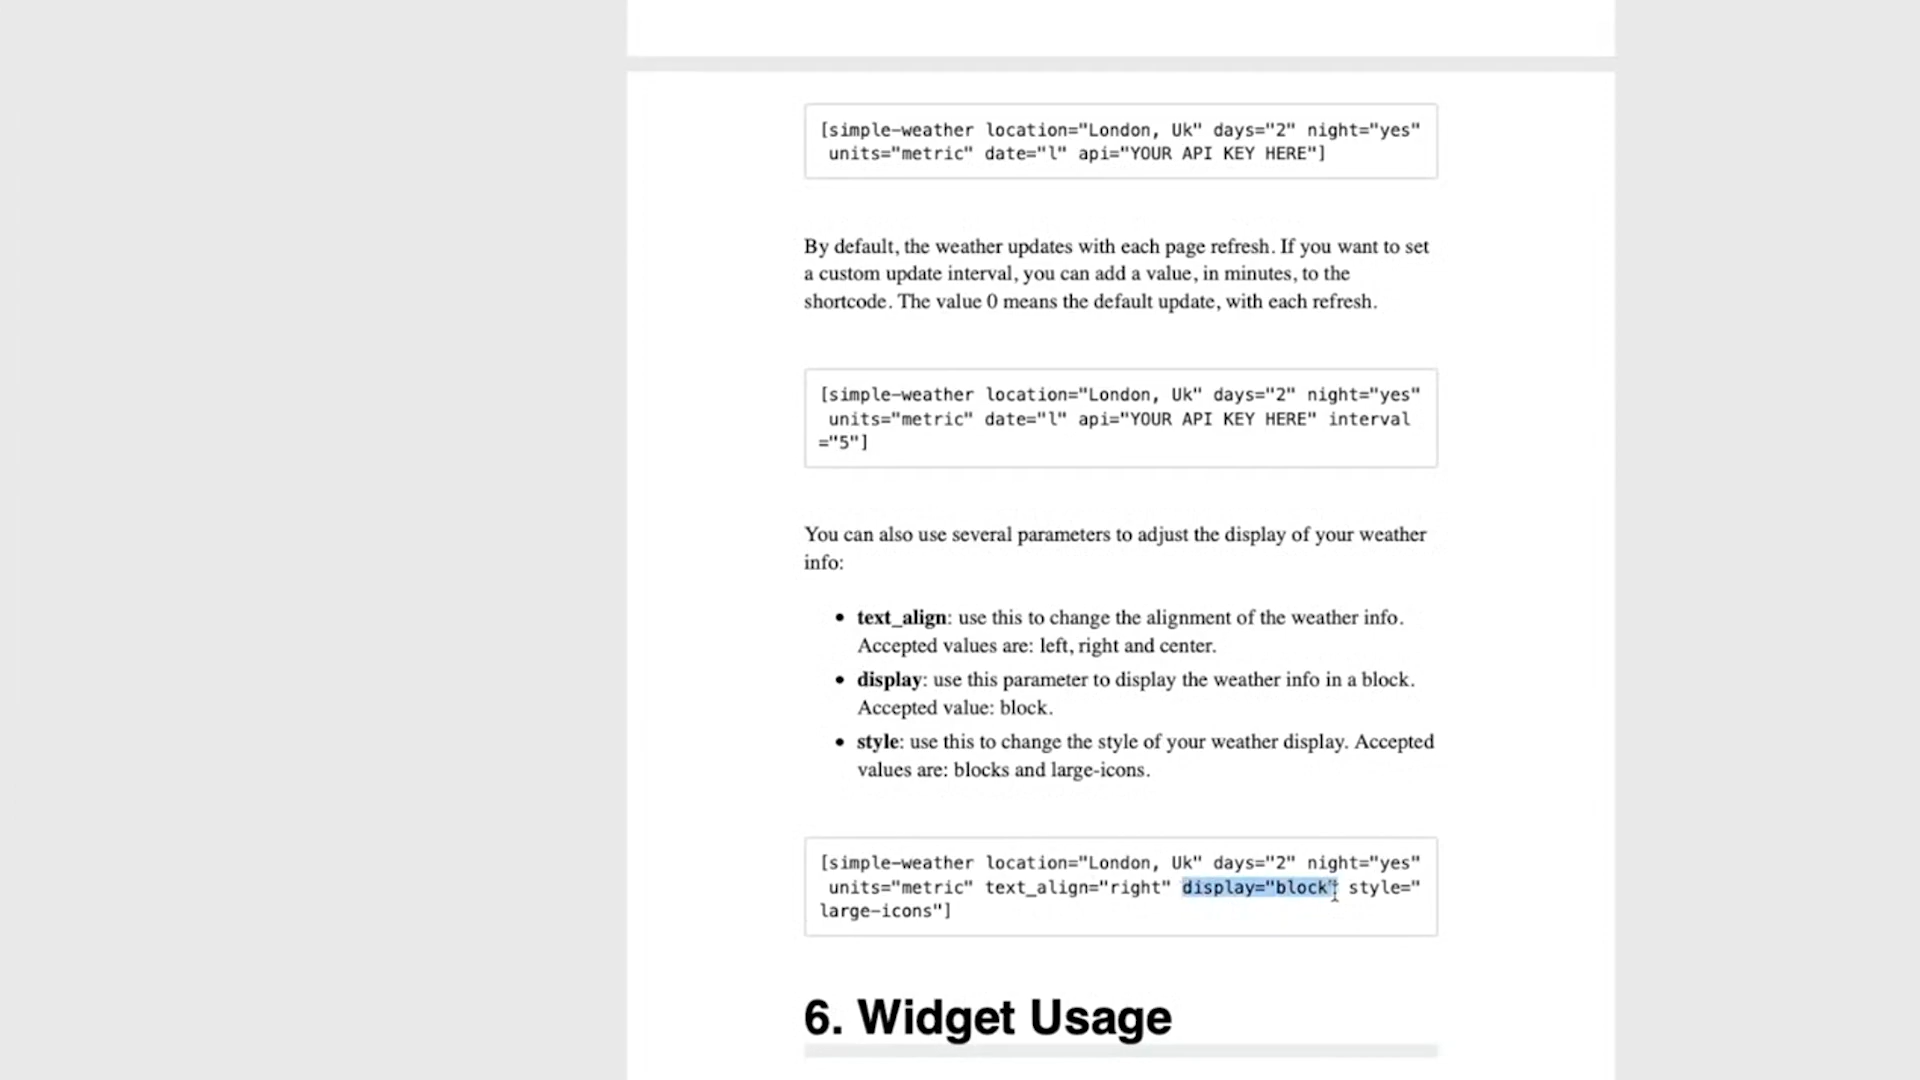 [simple-weather location="London, Uk" days="2" night="yes"
units="metric" date="l" api="YOUR API KEY HERE"]
By default, the weather updates with each page refresh. If you want to set
a custom update interval, you can add a value, in minutes, to the
shortcode. The value 0 means the default update, with each refresh.
[simple-weather location="London, Uk" days="2" night="yes"
units="metric" date="l" api="YOUR API KEY HERE" interval
="5"]
You can also use several parameters to adjust the display of your weather
info:
• text_align: use this to change the alignment of the weather info.
Accepted values are: left, right and center.
• display: use this parameter to display the weather info in a block.
Accepted value: block.
• style: use this to change the style of your weather display. Accepted
values are: blocks and large-icons.
[simple-weather location="London, Uk" days="2" night="yes"
units="metric" text_align="right" display="block" style="
large-icons"]
6. Widget Usage